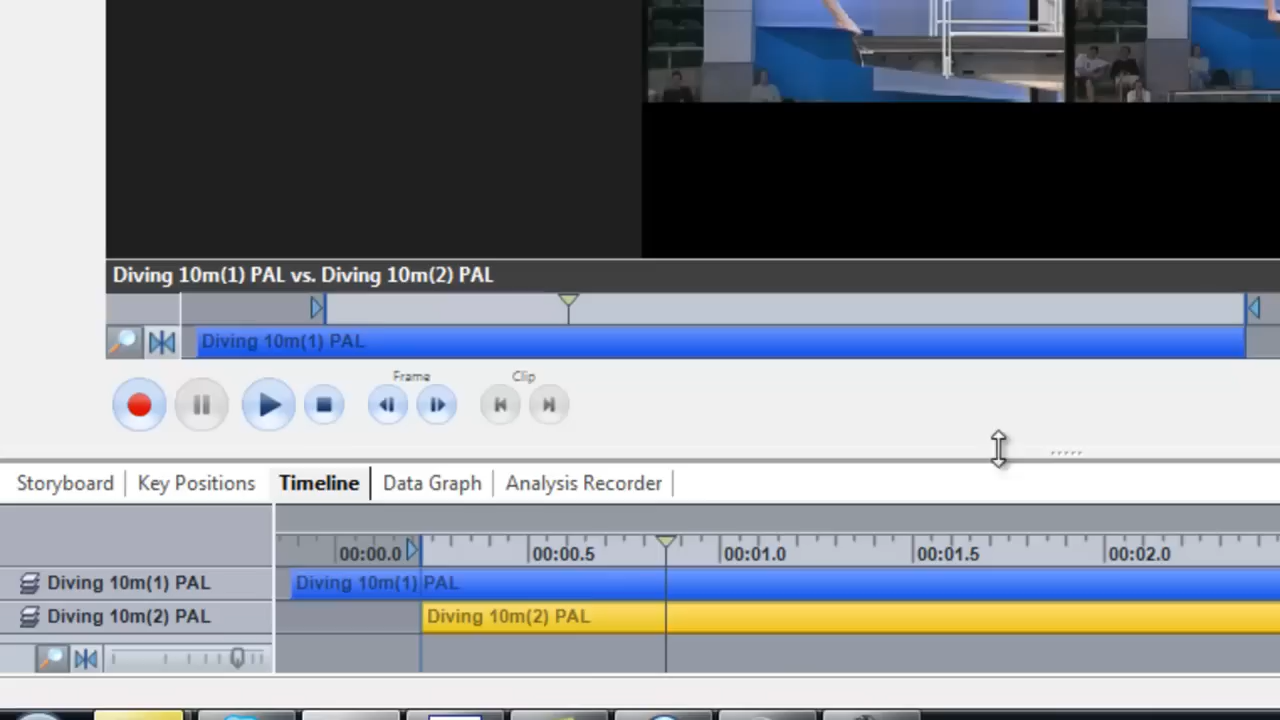 Diving 10m(1) PAL vs. Diving 10m(2) PAL
Diving 10m(1) PAL
Frame Clip
Storyboard Key Positions Timeline Data Graph Analysis Recorder
00:00.0 00:00.5 00:01.0 00:01.5 00:02.0
Diving 10m(1) PAL Diving 10m(1) PAL
Diving 10m(2) PAL Diving 10m(2) PAL